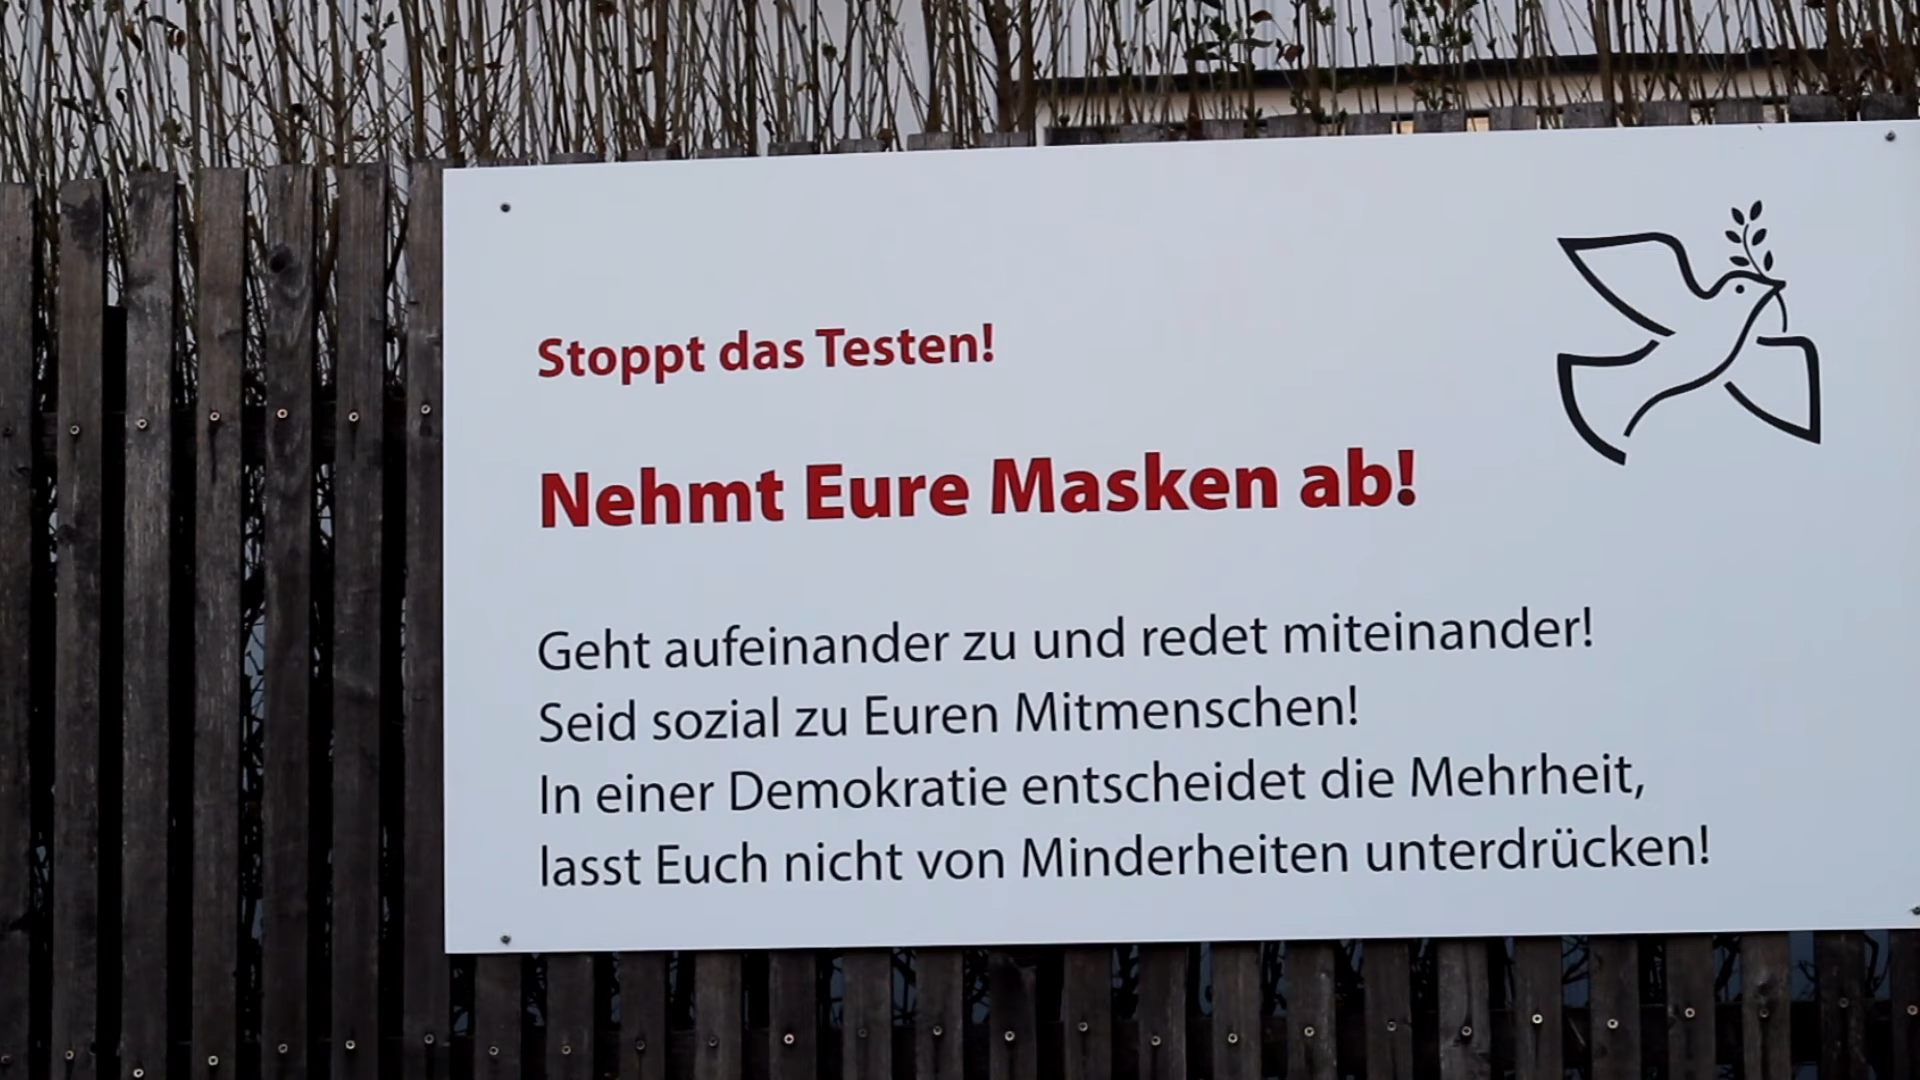 Stoppt das Testen!
Nehmt Eure Masken ab!
Geht aufeinander zu und redet miteinander!
Seid sozial zu Euren Mitmenschen!
In einer Demokratie entscheidet die Mehrheit,
lasst Euch nicht von Minderheiten unterdrücken!